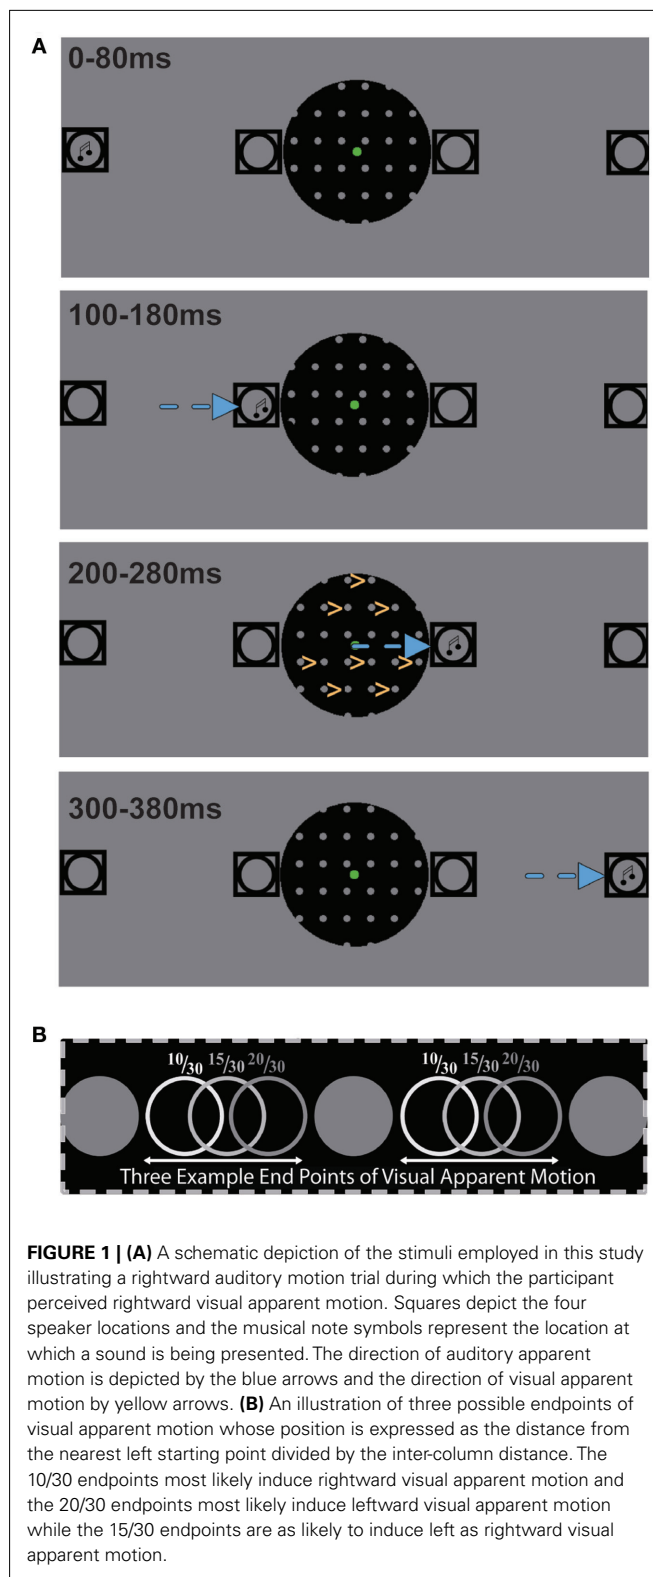 A
0-80ms
100-180ms
200-280ms
> > > > > > > >
300-380ms
B
10/30 15/30 20/30 10/30 15/30 20/30
Three Example End Points of Visual Apparent Motion
FIGURE 1 | (A) A schematic depiction of the stimuli employed in this study
illustrating a rightward auditory motion trial during which the participant
perceived rightward visual apparent motion. Squares depict the four
speaker locations and the musical note symbols represent the location at
which a sound is being presented. The direction of auditory apparent
motion is depicted by the blue arrows and the direction of visual apparent
motion by yellow arrows. (B) An illustration of three possible endpoints of
visual apparent motion whose position is expressed as the distance from
the nearest left starting point divided by the inter-column distance. The
10/30 endpoints most likely induce rightward visual apparent motion and
the 20/30 endpoints most likely induce leftward visual apparent motion
while the 15/30 endpoints are as likely to induce left as rightward visual
apparent motion.